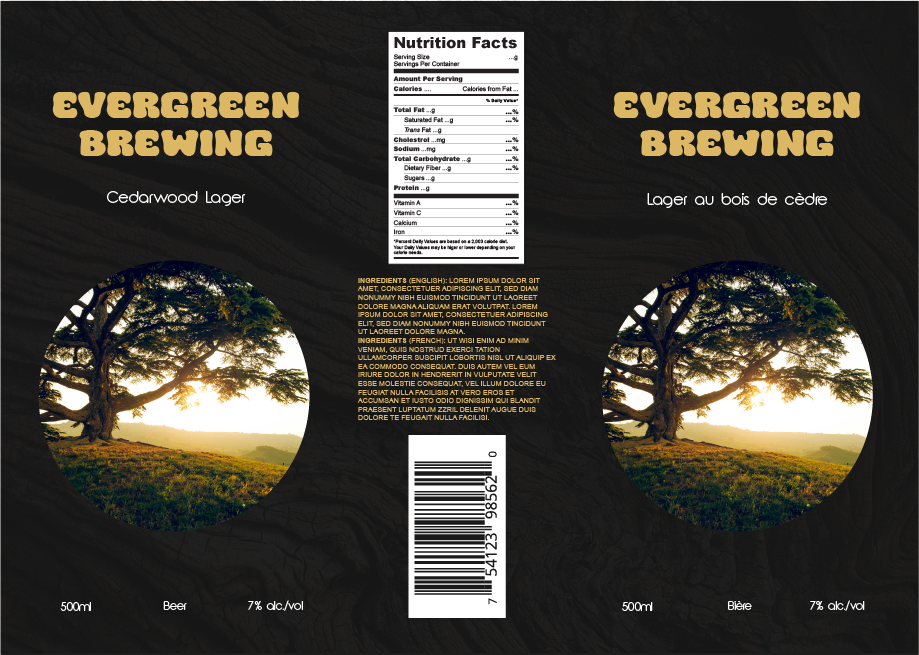 EVERGREEN
BREWING
Cedarwood Lager
500ml
Beer
7% alc./vol
Nutrition Facts
Serving Size ...g
Servings Per Container
Amount Per Serving
Calories .... Calories from Fat ...
% Daily Value*
Total Fat ...g ...%
Saturated Fat ...g ...%
Trans Fat ...g
Cholestrol ...mg ...%
Sodium ...mg ...%
Total Carbohydrate ...g ...%
Dietary Fiber ...g ...%
Sugars ...g
Protein ...g
Vitamin A ...%
Vitamin C ...%
Calcium ...%
Iron ...%
*Percent Daily Values are based on a 2,000 calorie diet.
Your Daily Values may be higer or lower depending on your
calorie needs.
INGREDIENTS (ENGLISH): LOREM IPSUM DOLOR SIT
AMET, CONSECTETUER ADIPISCING ELIT, SED DIAM
NONUMMY NIBH EUISMOD TINCIDUNT UT LAOREET
DOLORE MAGNA ALIQUAM ERAT VOLUTPAT. LOREM
IPSUM DOLOR SIT AMET, CONSECTETUER ADIPISCING
ELIT, SED DIAM NONUMMY NIBH EUISMOD TINCIDUNT
UT LAOREET DOLORE MAGNA.
INGREDIENTS (FRENCH): UT WISI ENIM AD MINIM
VENIAM, QUIS NOSTRUD EXERCI TATION
ULLAMCORPER SUSCIPIT LOBORTIS NISL UT ALIQUIP EX
EA COMMODO CONSEQUAT. DUIS AUTEM VEL EUM
IRIURE DOLOR IN HENDRERIT IN VULPUTATE VELIT
ESSE MOLESTIE CONSEQUAT, VEL ILLUM DOLORE EU
FEUGIAT NULLA FACILISIS AT VERO EROS ET
ACCUMSAN ET IUSTO ODIO DIGNISSIM QUI BLANDIT
PRAESENT LUPTATUM ZZRIL DELENIT AUGUE DUIS
DOLORE TE FEUGAIT NULLA FACILISI.
7 54123 98562 0
EVERGREEN
BREWING
Lager au bois de cèdre
500ml
Bière
7% alc./vol